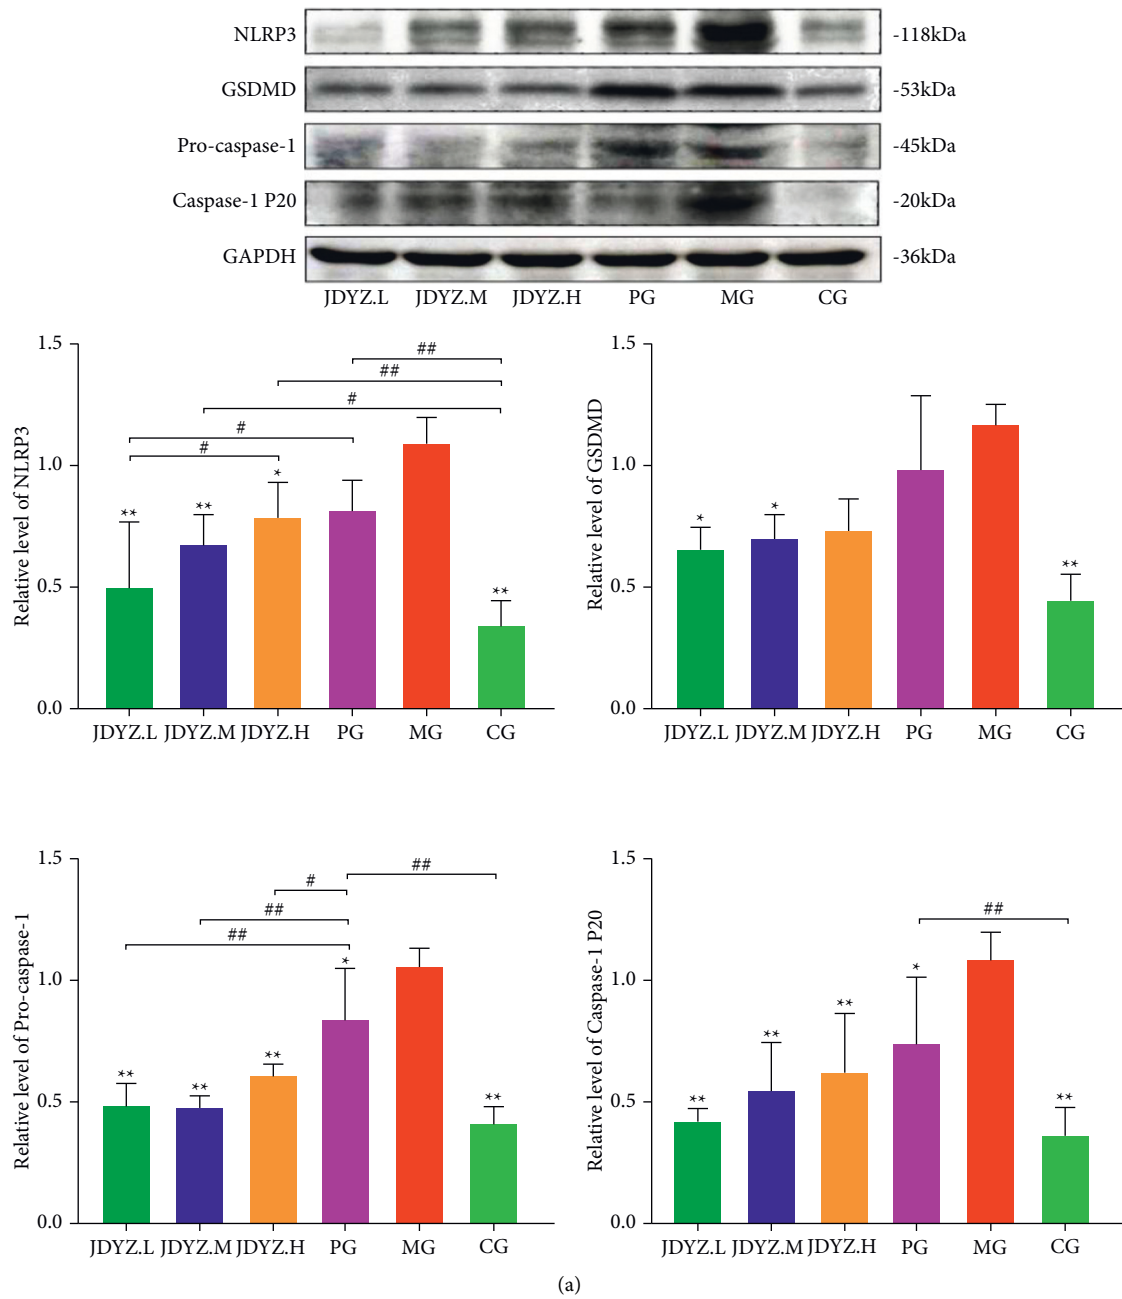 NLRP3 -118kDa
GSDMD -53kDa
Pro-caspase-1 -45kDa
Caspase-1 P20 -20kDa
GAPDH -36kDa
JDYZ.L JDYZ.M JDYZ.H PG MG CG
Relative level of NLRP3
1.5
1.0
0.5
0.0
##
##
#
#
#
** ** * **
JDYZ.L JDYZ.M JDYZ.H PG MG CG
Relative level of GSDMD
1.5
1.0
0.5
0.0
* * **
JDYZ.L JDYZ.M JDYZ.H PG MG CG
Relative level of Pro-caspase-1
1.5
1.0
0.5
0.0
##
#
##
##
** ** ** * **
JDYZ.L JDYZ.M JDYZ.H PG MG CG
Relative level of Caspase-1 P20
1.5
1.0
0.5
0.0
##
** ** ** * **
JDYZ.L JDYZ.M JDYZ.H PG MG CG
(a)